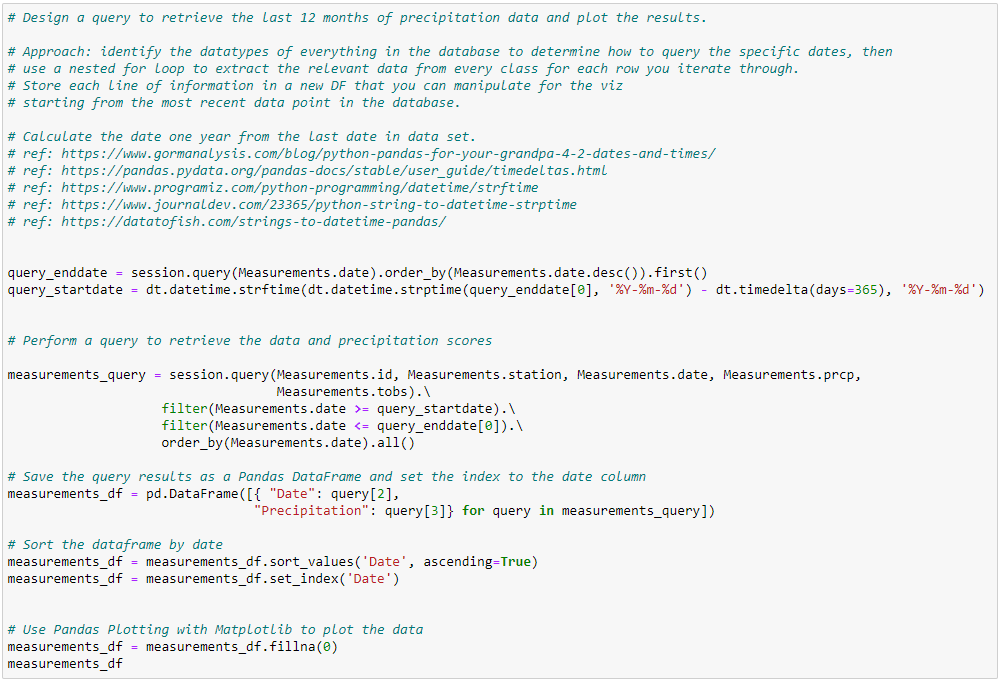 # Design a query to retrieve the last 12 months of precipitation data and plot the results.
# Approach: identify the datatypes of everything in the database to determine how to query the specific dates, then
# use a nested for loop to extract the relevant data from every class for each row you iterate through.
# Store each line of information in a new DF that you can manipulate for the viz
# starting from the most recent data point in the database.
# Calculate the date one year from the last date in data set.
# ref: https://www.gormanalysis.com/blog/python-pandas-for-your-grandpa-4-2-dates-and-times/
# ref: https://pandas.pydata.org/pandas-docs/stable/user_guide/timedeltas.html
# ref: https://www.programiz.com/python-programming/datetime/strftime
# ref: https://www.journaldev.com/23365/python-string-to-datetime-strptime
# ref: https://datatofish.com/strings-to-datetime-pandas/
query_enddate = session.query(Measurements.date).order_by(Measurements.date.desc()).first()
query_startdate = dt.datetime.strftime(dt.datetime.strptime(query_enddate[0], '%Y-%m-%d') - dt.timedelta(days=365), '%Y-%m-%d')
# Perform a query to retrieve the data and precipitation scores
measurements_query = session.query(Measurements.id, Measurements.station, Measurements.date, Measurements.prcp,
Measurements.tobs).\
filter(Measurements.date >= query_startdate).\
filter(Measurements.date <= query_enddate[0]).\
order_by(Measurements.date).all()
# Save the query results as a Pandas DataFrame and set the index to the date column
measurements_df = pd.DataFrame([{ "Date": query[2],
"Precipitation": query[3]} for query in measurements_query])
# Sort the dataframe by date
measurements_df = measurements_df.sort_values('Date', ascending=True)
measurements_df = measurements_df.set_index('Date')
# Use Pandas Plotting with Matplotlib to plot the data
measurements_df = measurements_df.fillna(0)
measurements_df